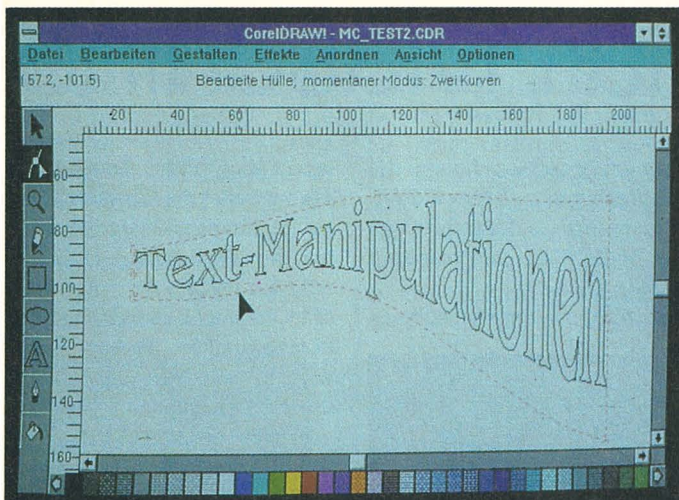 CorelDRAW! - MC_TEST2.CDR
Datei Bearbeiten Gestalten Effekte Anordnen Ansicht Optionen
( 57.2, -101.5) Bearbeite Hülle; momentaner Modus: Zwei Kurven
20 40 60 80 100 120 140 160 180 200
60
80
100
120
140
160
Text-Manipulationen
A